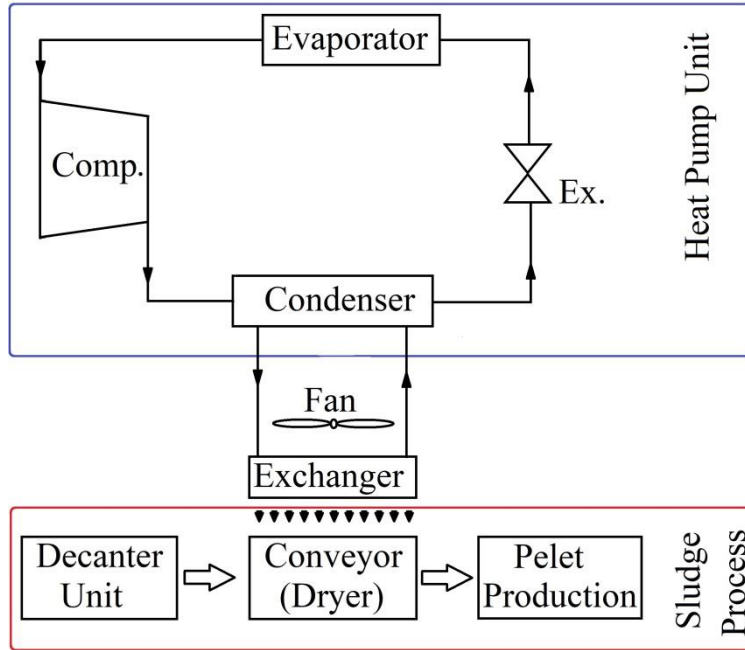 Evaporator
Heat Pump Unit
Comp.
Ex.
Condenser
Fan
Exchanger
Decanter
Unit
Conveyor
(Dryer)
Pelet
Production
Sludge
Process